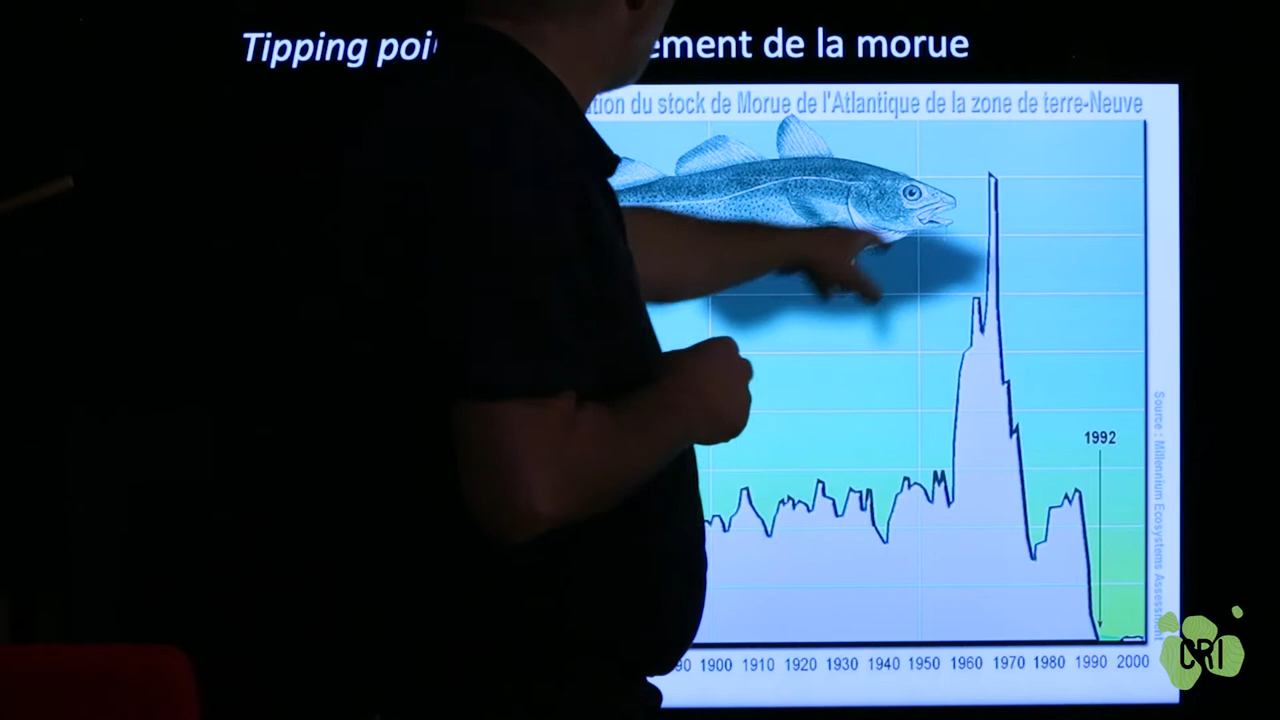 Tipping poi ement de la morue
tion du stock de Morue de l'Atlantique de la zone de terre-Neuve
1992
Source : Millennium Ecosystems Assessment
90 1900 1910 1920 1930 1940 1950 1960 1970 1980 1990 2000
CRI